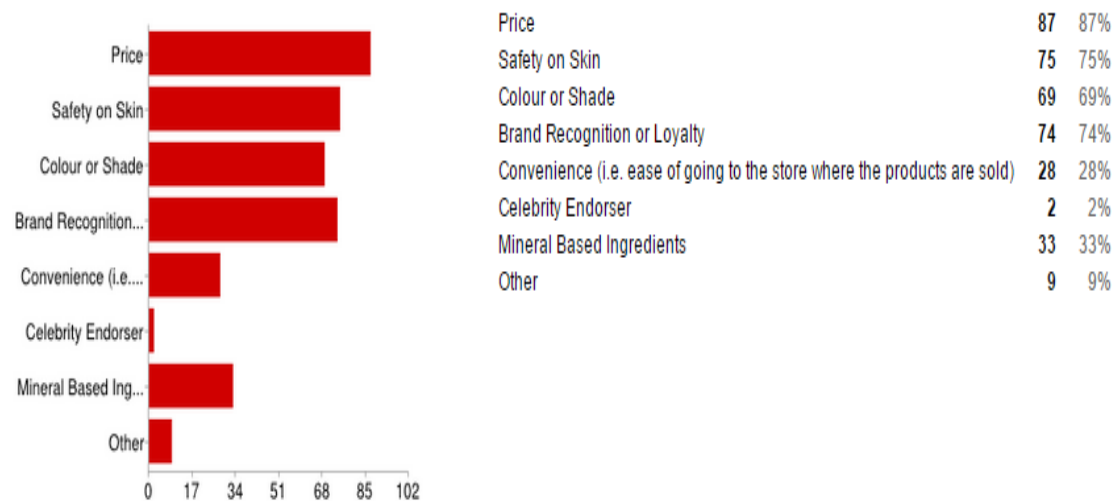 Price
Safety on Skin
Colour or Shade
Brand Recognition...
Convenience (i.e....
Celebrity Endorser
Mineral Based Ing...
Other
0 17 34 51 68 85 102
Price 87 87%
Safety on Skin 75 75%
Colour or Shade 69 69%
Brand Recognition or Loyalty 74 74%
Convenience (i.e. ease of going to the store where the products are sold) 28 28%
Celebrity Endorser 2 2%
Mineral Based Ingredients 33 33%
Other 9 9%